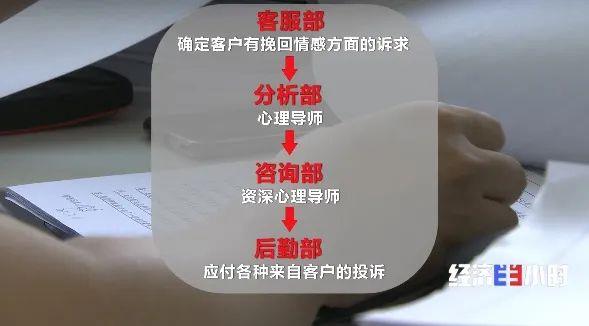 客服部
确定客户有挽回情感方面的诉求
分析部
心理导师
咨询部
资深心理导师
后勤部
应付各种来自客户的投诉
经济半小时